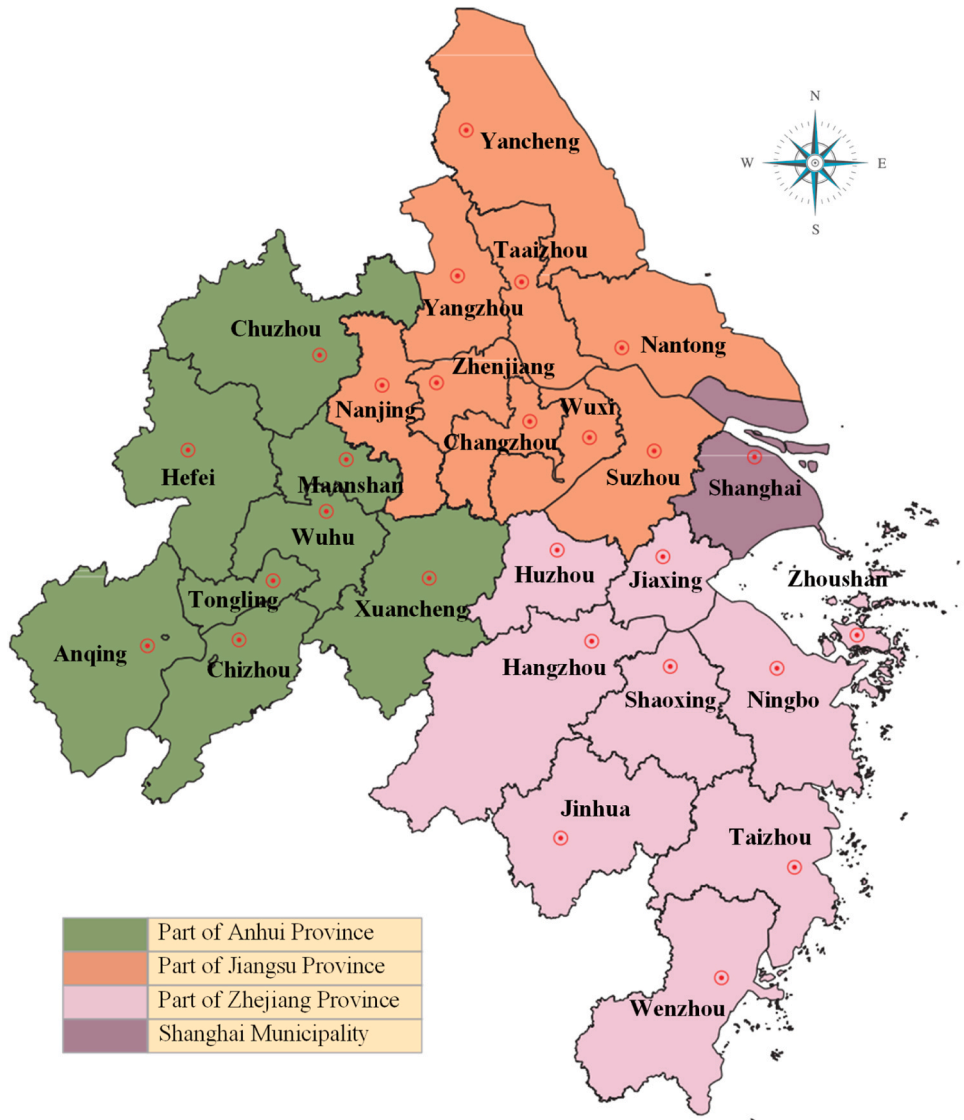 N
W
E
S
Yancheng
Taaizhou
Yangzhou
Chuzhou
Nantong
Zhenjiang
Nanjing
Wuxi
Changzhou
Hefei
Maanshan
Suzhou
Shanghai
Wuhu
Huzhou
Jiaxing
Zhoushan
Tongling
Xuancheng
Anqing
Chizhou
Hangzhou
Shaoxing
Ningbo
Jinhua
Taizhou
Wenzhou
Part of Anhui Province
Part of Jiangsu Province
Part of Zhejiang Province
Shanghai Municipality